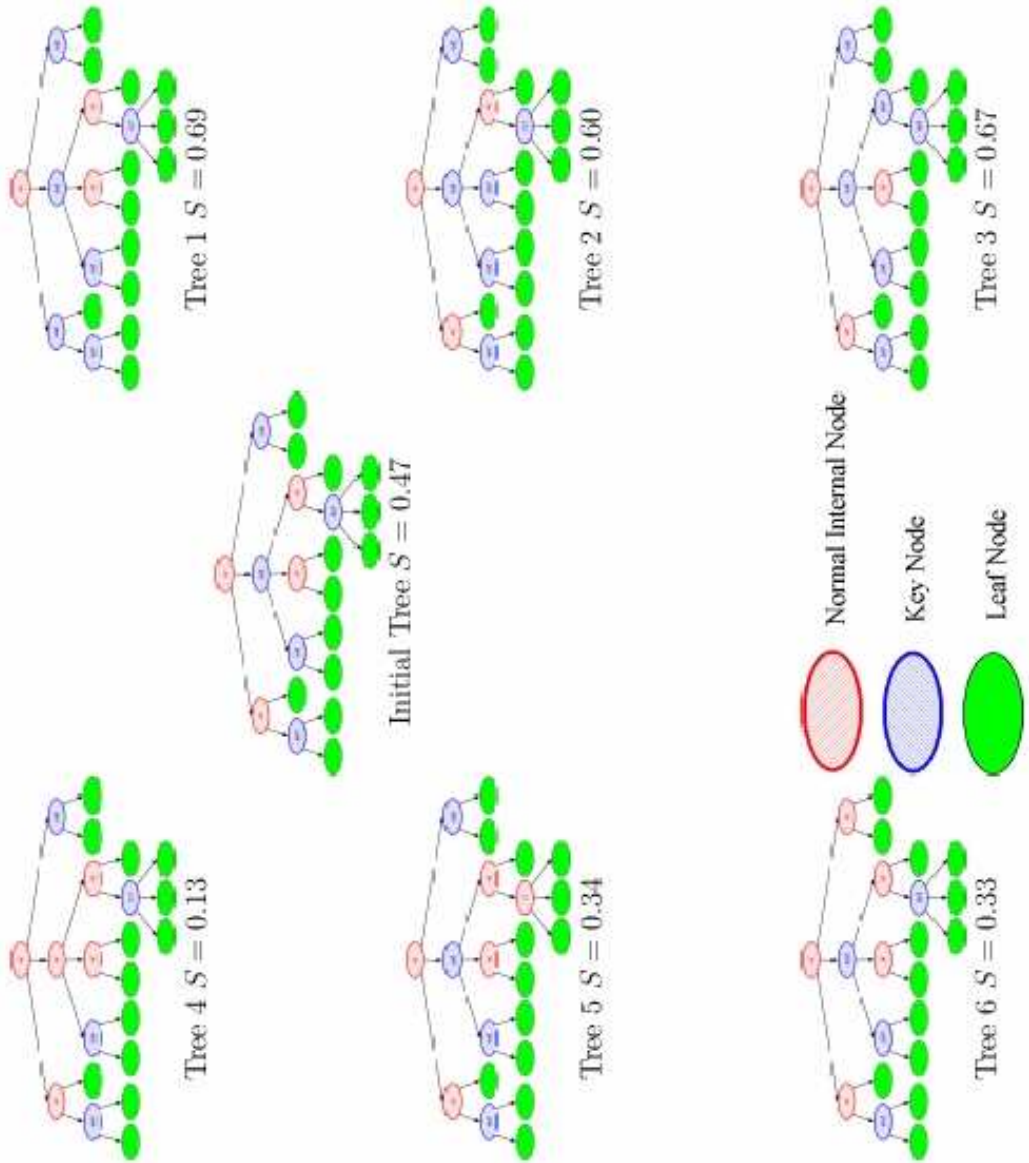 Tree 1 S = 0.69
Tree 2 S = 0.60
Tree 3 S = 0.67
Initial Tree S = 0.47
Tree 4 S = 0.13
Tree 5 S = 0.34
Tree 6 S = 0.33
Normal Internal Node
Key Node
Leaf Node